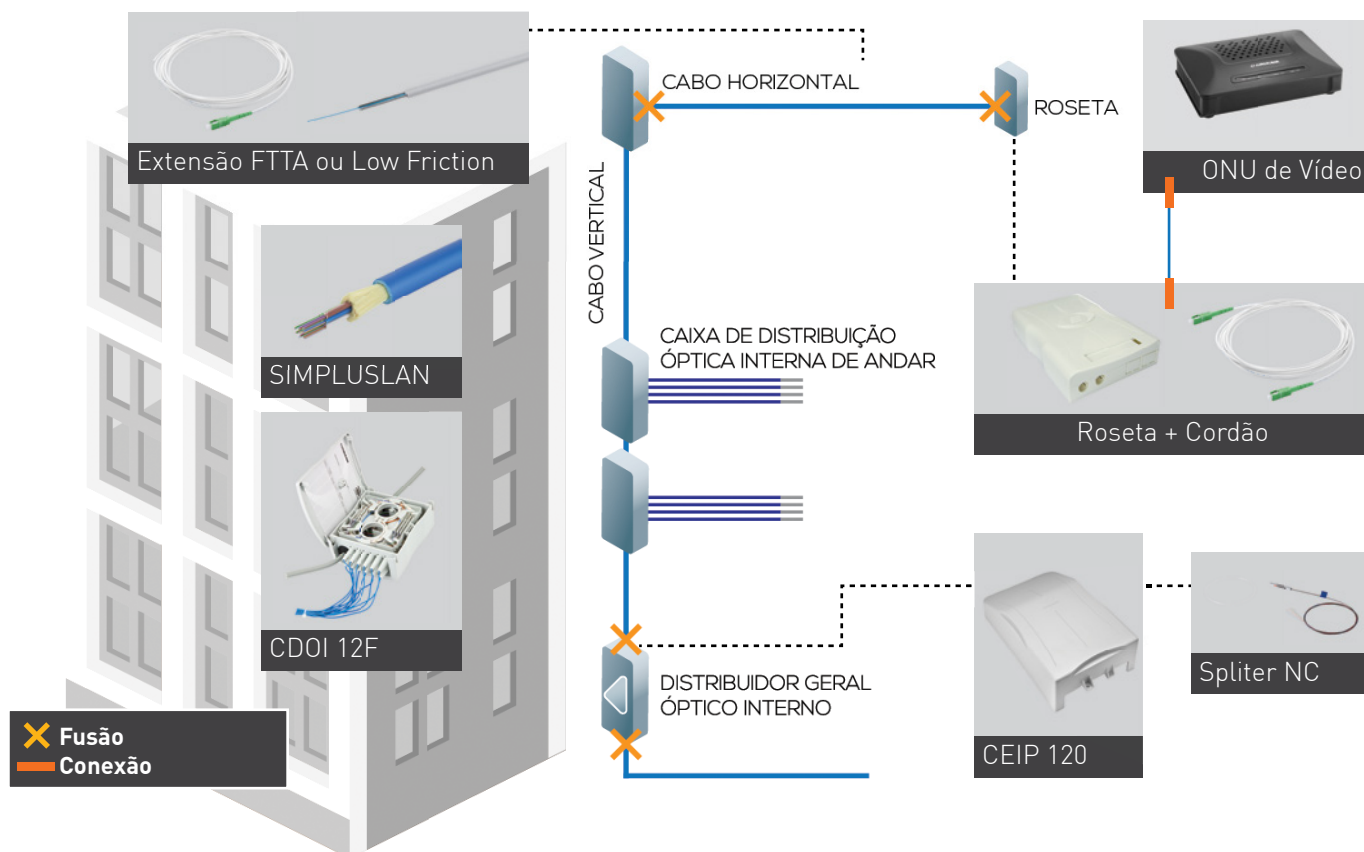 Extensão FTTA ou Low Friction
CABO HORIZONTAL
ROSETA
ONU de Vídeo
CABO VERTICAL
SIMPLUSLAN
CAIXA DE DISTRIBUIÇÃO
ÓPTICA INTERNA DE ANDAR
Roseta + Cordão
CDOI 12F
DISTRIBUIDOR GERAL
ÓPTICO INTERNO
CEIP 120
Spliter NC
Fusão
Conexão